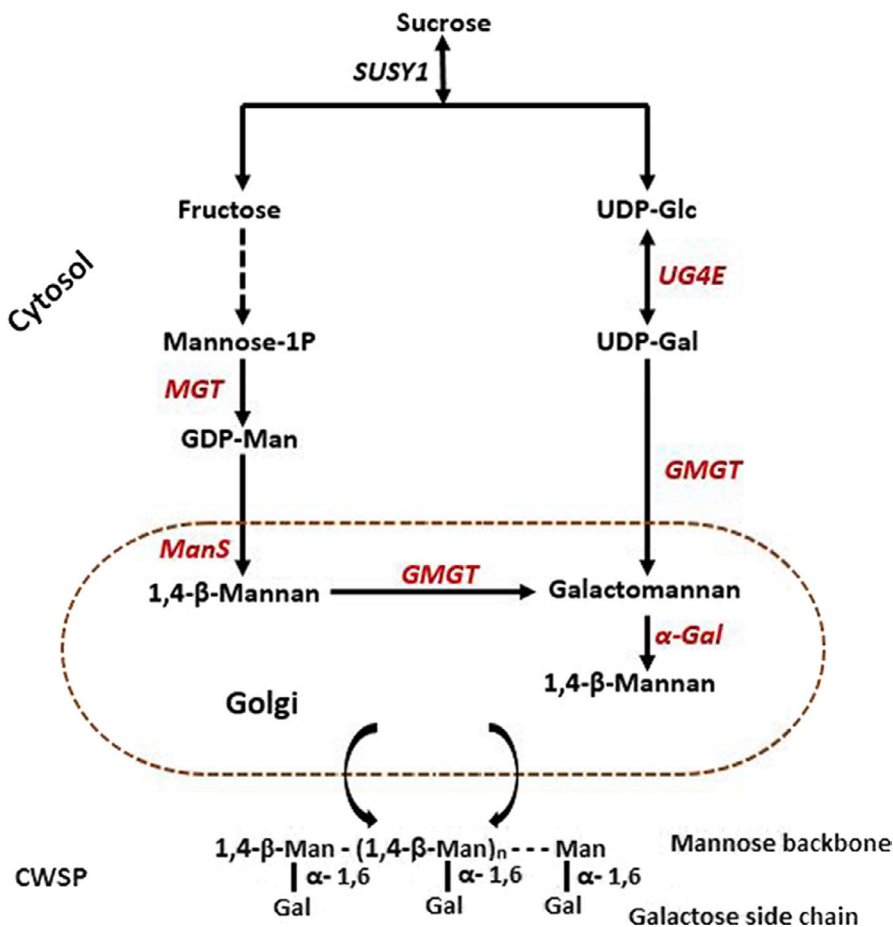 Sucrose
SUSY1
Fructose
UDP-Glc
Cytosol
UG4E
Mannose-1P
UDP-Gal
MGT
GDP-Man
GMGT
ManS
GMGT
1,4-β-Mannan
Galactomannan
α-Gal
1,4-β-Mannan
Golgi
1,4-β-Man - (1,4-β-Man)n - - - Man
Mannose backbone
CWSP
α- 1,6 α- 1,6 α- 1,6
Gal Gal Gal
Galactose side chain